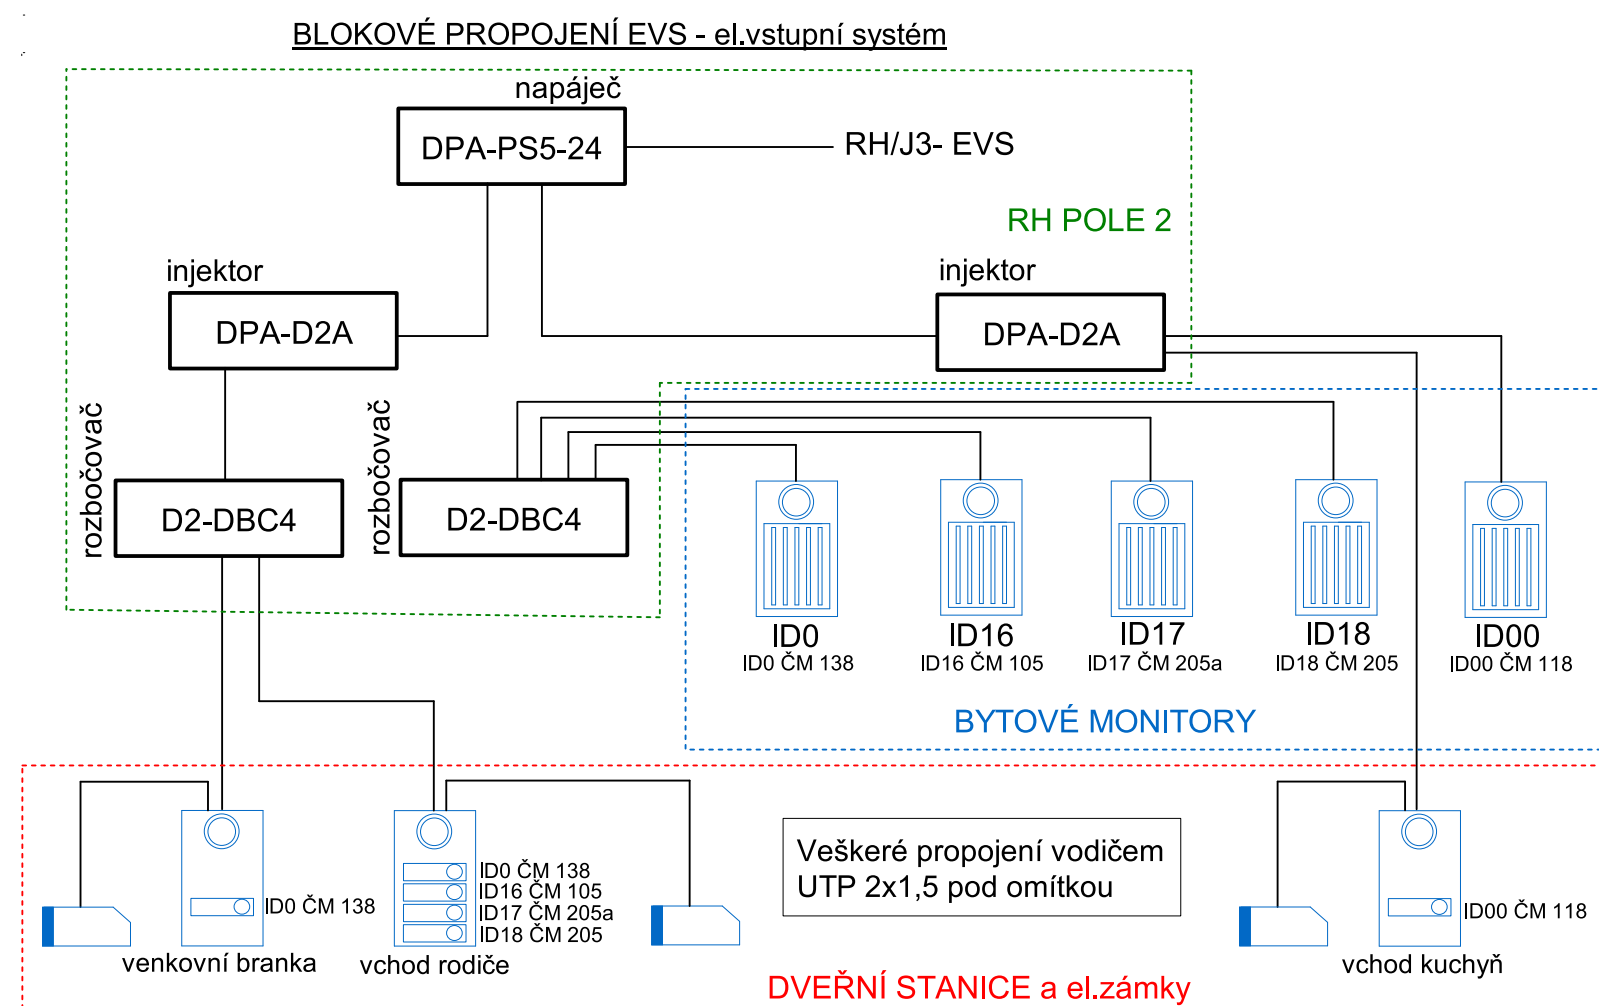 BLOKOVÉ PROPOJENÍ EVS - el.vstupní systém
napáječ
DPA-PS5-24
RH/J3- EVS
RH POLE 2
injektor
DPA-D2A
injektor
DPA-D2A
rozbočovač
D2-DBC4
rozbočovač
D2-DBC4
ID0
ID0 ČM 138
ID16
ID16 ČM 105
ID17
ID17 ČM 205a
ID18
ID18 ČM 205
ID00
ID00 ČM 118
BYTOVÉ MONITORY
ID0 ČM 138
venkovní branka
ID0 ČM 138
ID16 ČM 105
ID17 ČM 205a
ID18 ČM 205
vchod rodiče
Veškeré propojení vodičem
UTP 2x1,5 pod omítkou
ID00 ČM 118
vchod kuchyň
DVEŘNÍ STANICE a el.zámky